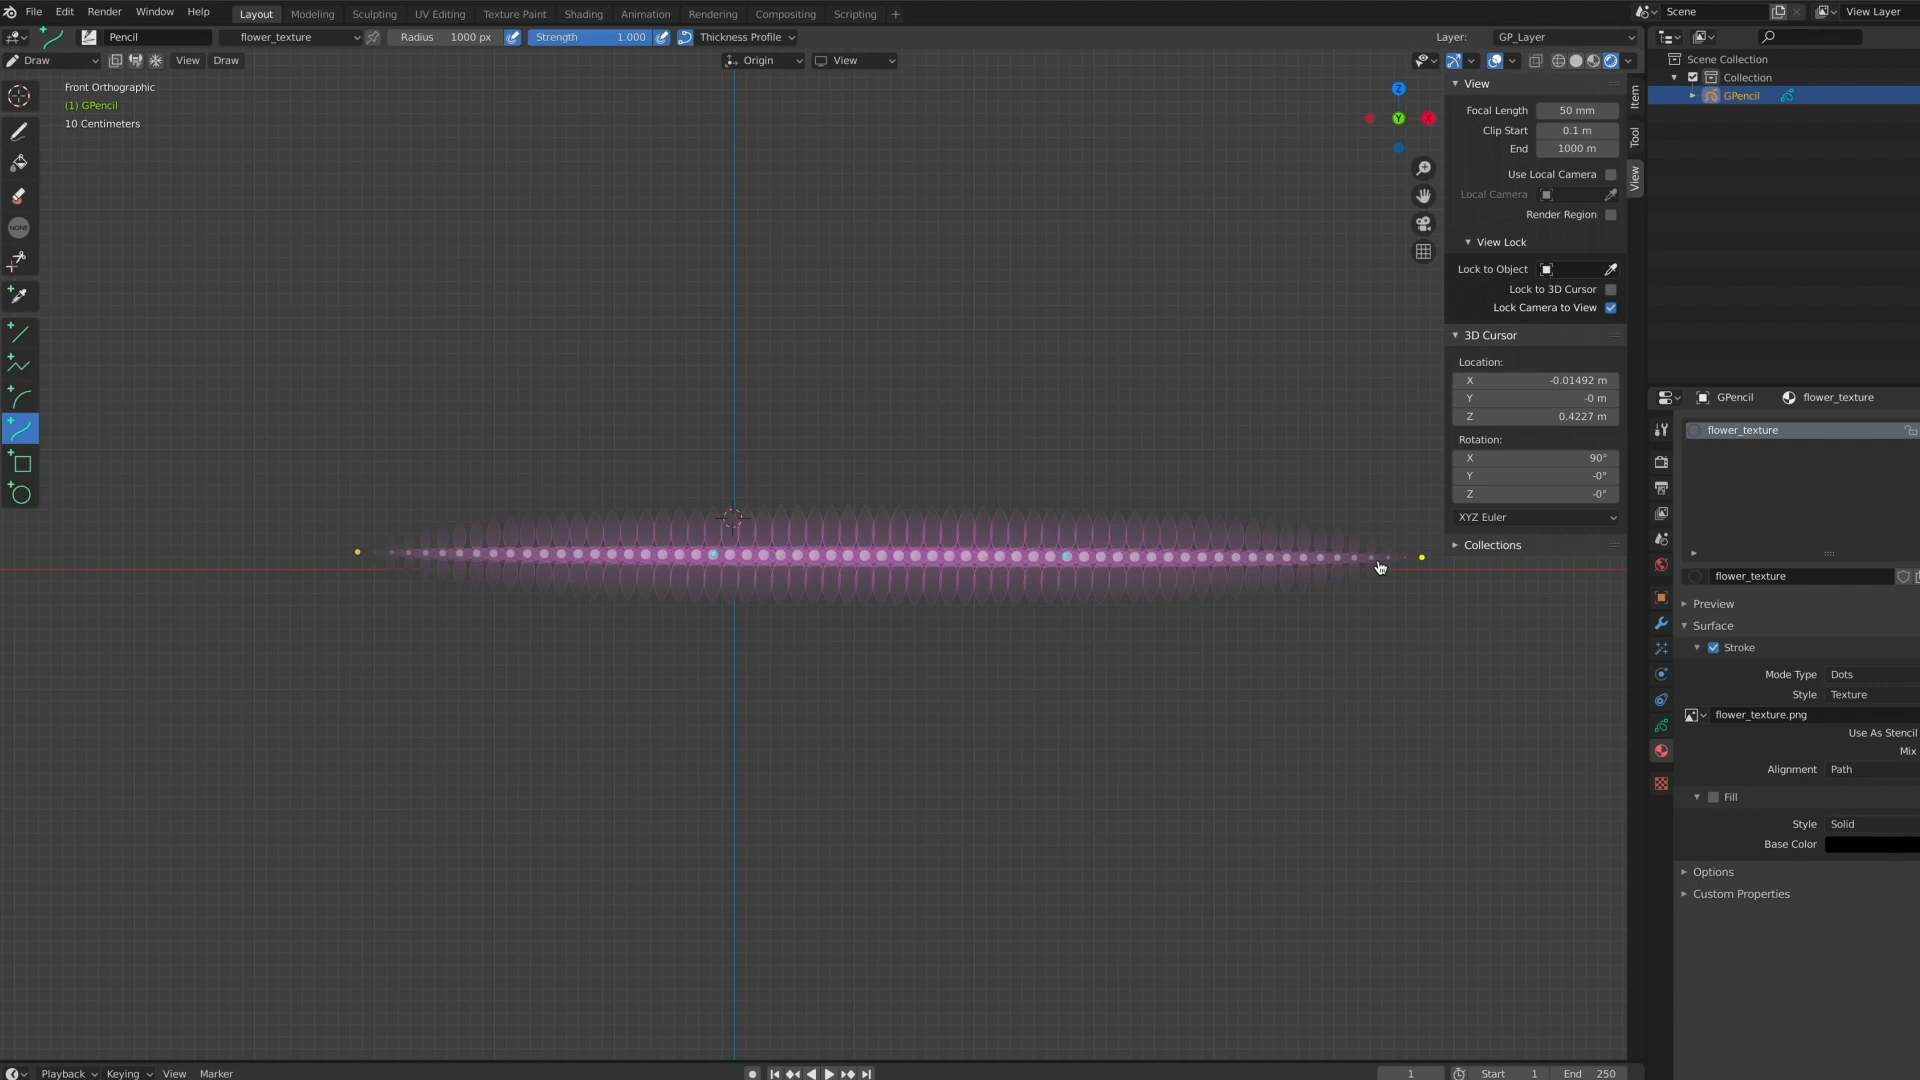 File Edit Render Window Help Layout Modeling Sculpting UV Editing Texture Paint Shading Animation Rendering Compositing Scripting + Scene View Layer
Pencil flower_texture Radius 1000 px Strength 1.000 Thickness Profile Layer: GP_Layer
Draw View Draw Origin View
Front Orthographic
(1) GPencil
10 Centimeters
NONE
Z
Y
X
View
Focal Length 50 mm
Clip Start 0.1 m
End 1000 m
Use Local Camera
Local Camera
Render Region
View Lock
Lock to Object
Lock to 3D Cursor
Lock Camera to View
3D Cursor
Location:
X -0.01492 m
Y -0 m
Z 0.4227 m
Rotation:
X 90°
Y -0°
Z -0°
XYZ Euler
Collections
Item
Tool
View
Scene Collection
Collection
GPencil
GPencil flower_texture
flower_texture
flower_texture
Preview
Surface
Stroke
Mode Type Dots
Style Texture
flower_texture.png
Use As Stencil
Mix
Alignment Path
Fill
Style Solid
Base Color
Options
Custom Properties
Playback Keying View Marker 1 Start 1 End 250